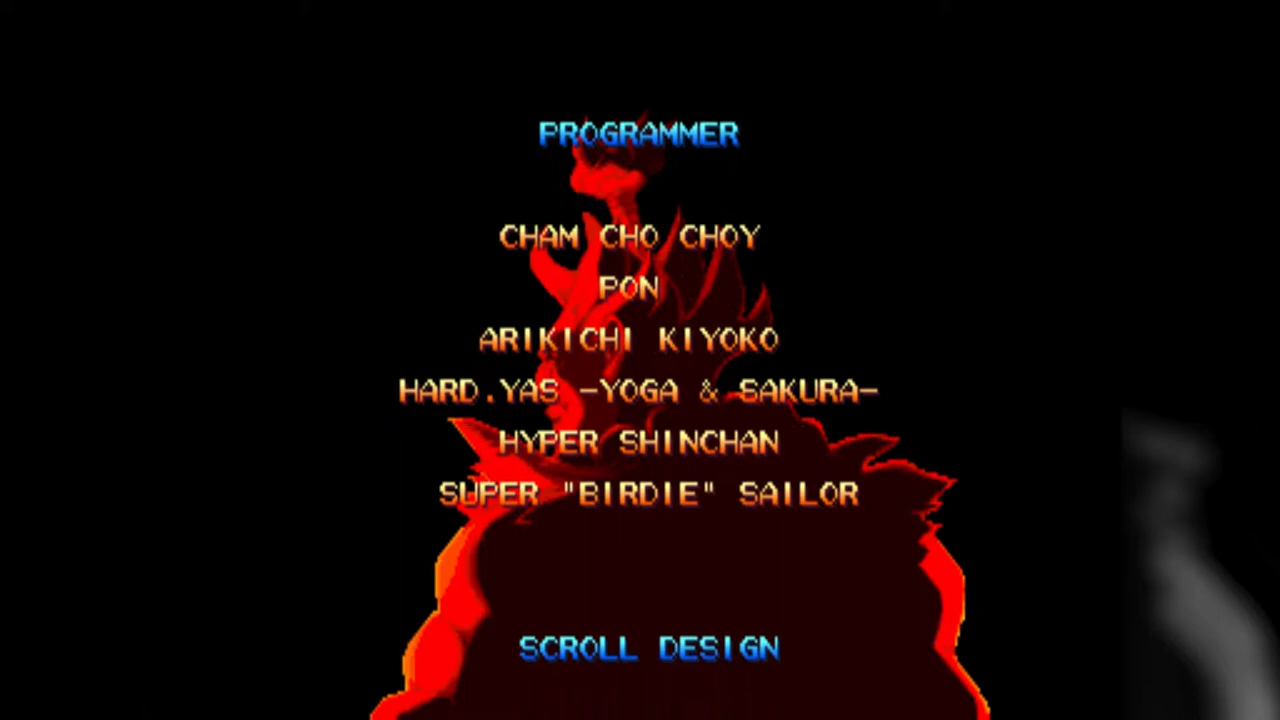 PROGRAMMER
CHAM CHO CHOY
PON
ARIKICHI KIYOKO
HARD.YAS -YOGA & SAKURA-
HYPER SHINCHAN
SUPER "BIRDIE" SAILOR
SCROLL DESIGN